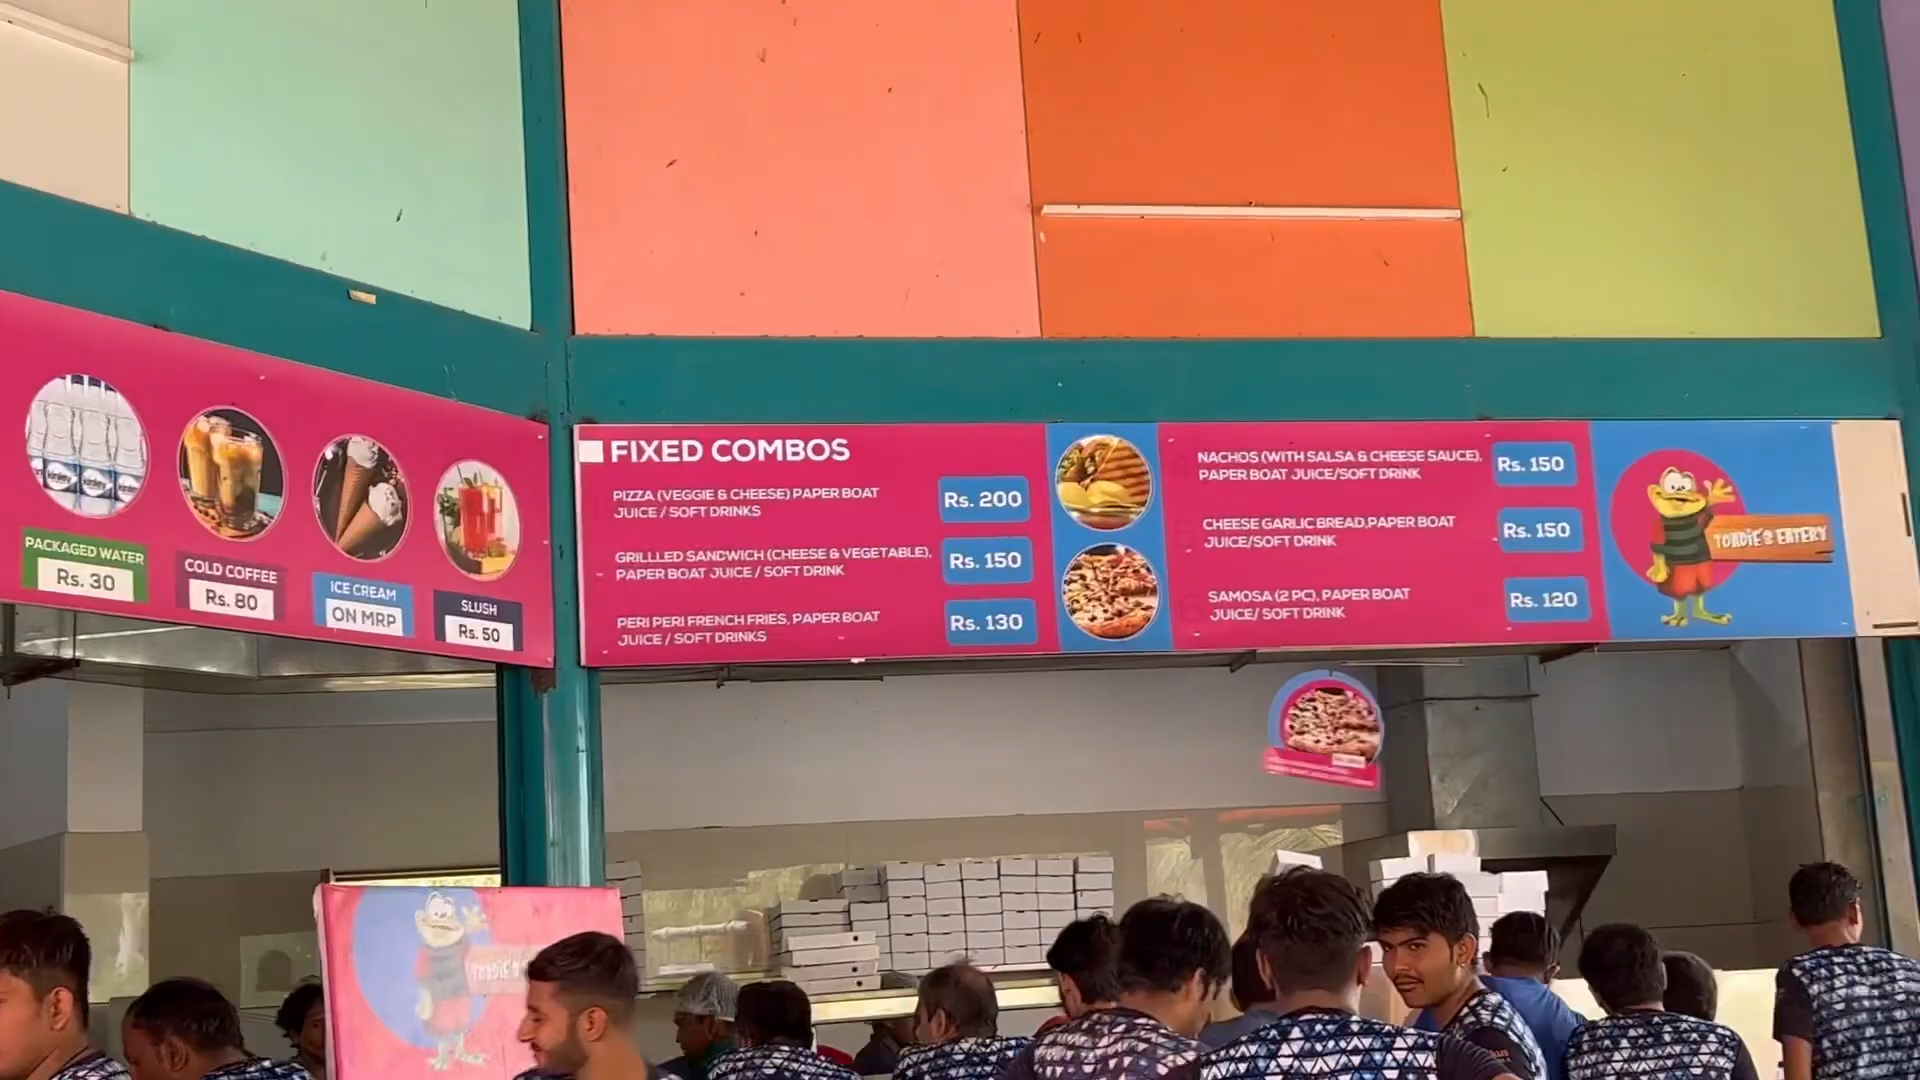 PACKAGED WATER
Rs. 30
COLD COFFEE
Rs. 80
ICE CREAM
ON MRP
SLUSH
Rs. 50
FIXED COMBOS
PIZZA (VEGGIE & CHEESE) PAPER BOAT
JUICE / SOFT DRINKS
Rs. 200
GRILLLED SANDWICH (CHEESE & VEGETABLE),
PAPER BOAT JUICE / SOFT DRINK
Rs. 150
PERI PERI FRENCH FRIES, PAPER BOAT
JUICE / SOFT DRINKS
Rs. 130
NACHOS (WITH SALSA & CHEESE SAUCE),
PAPER BOAT JUICE/SOFT DRINK
Rs. 150
CHEESE GARLIC BREAD,PAPER BOAT
JUICE/SOFT DRINK
Rs. 150
SAMOSA (2 PC), PAPER BOAT
JUICE/ SOFT DRINK
Rs. 120
TOADIE'S EATERY
TOADIE'S